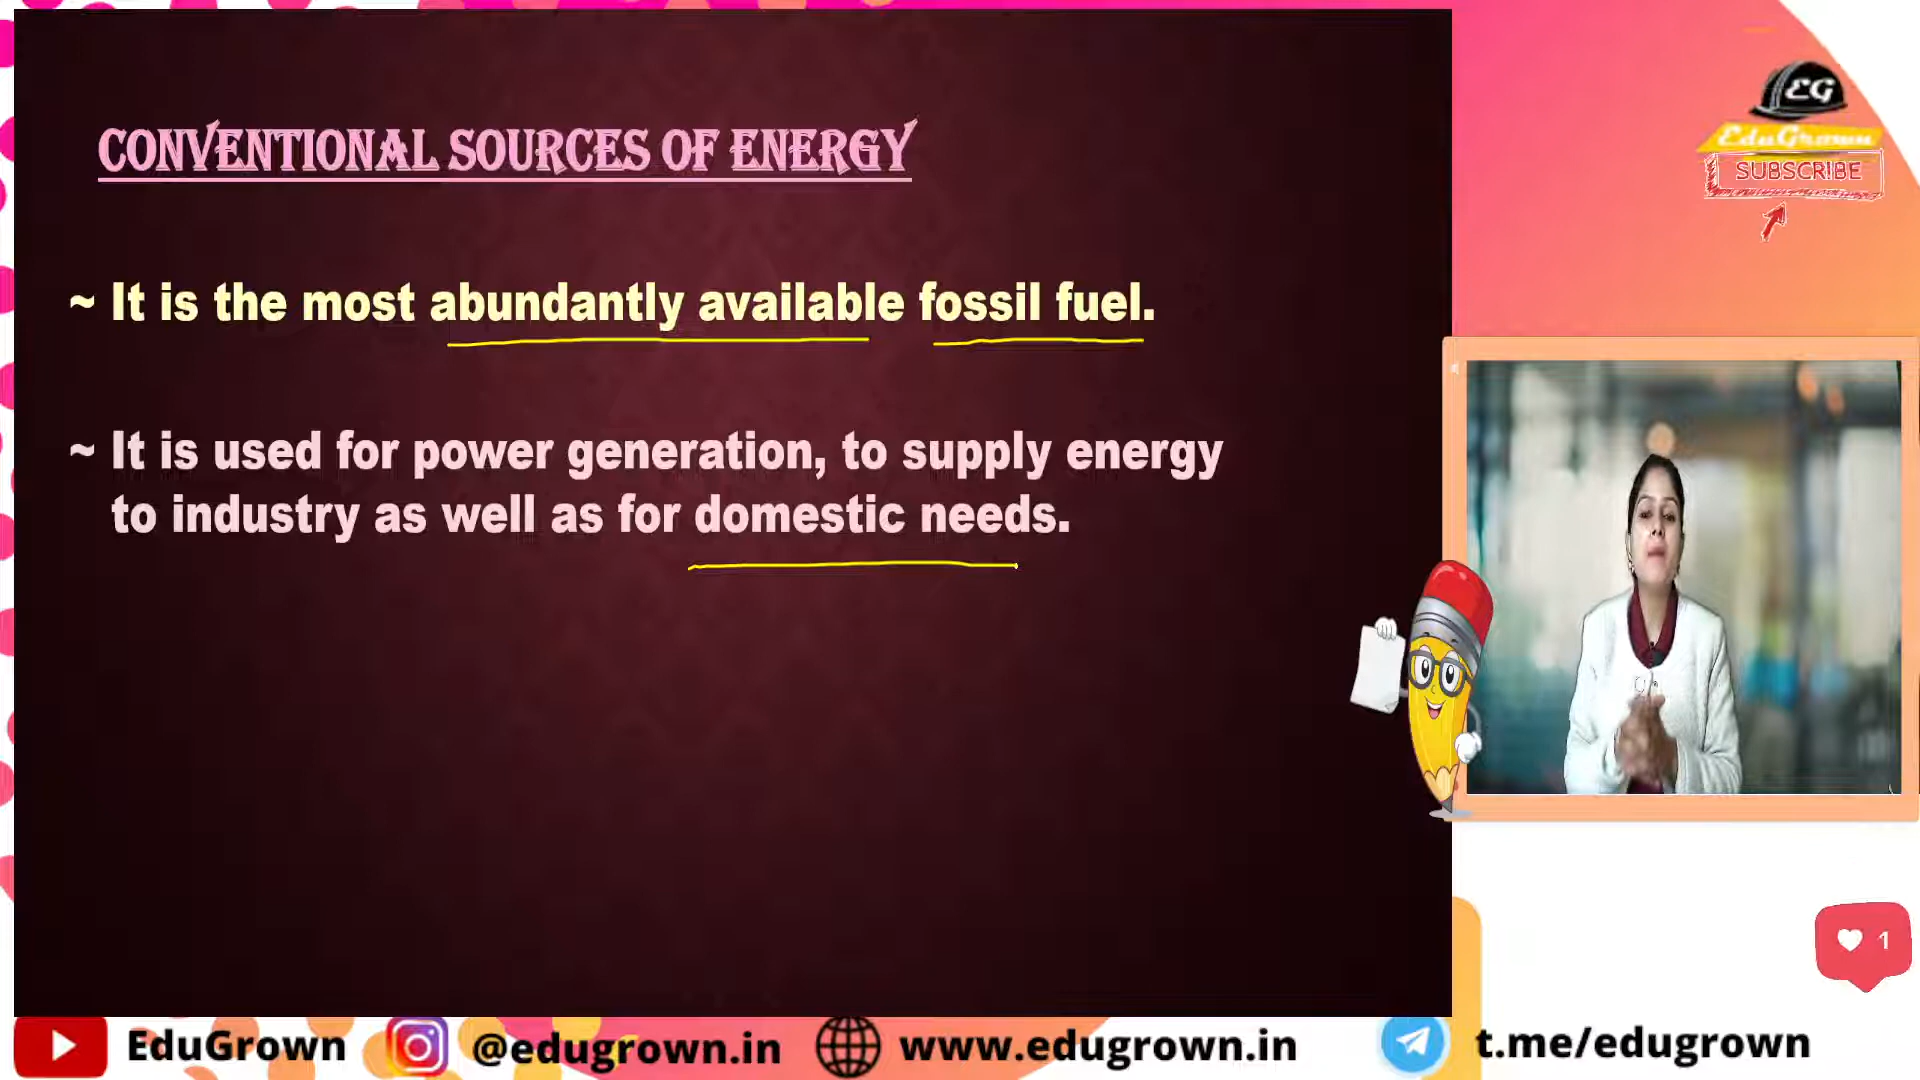 CONVENTIONAL SOURCES OF ENERGY
~ It is the most abundantly available fossil fuel.
~ It is used for power generation, to supply energy
to industry as well as for domestic needs.
EG
EduGrown
SUBSCRIBE
1
EduGrown
@edugrown.in
www.edugrown.in
t.me/edugrown